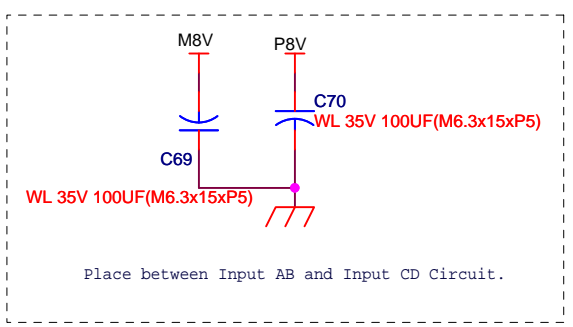 M8V
P8V
C70
WL 35V 100UF(M6.3x15xP5)
C69
WL 35V 100UF(M6.3x15xP5)
Place between Input AB and Input CD Circuit.